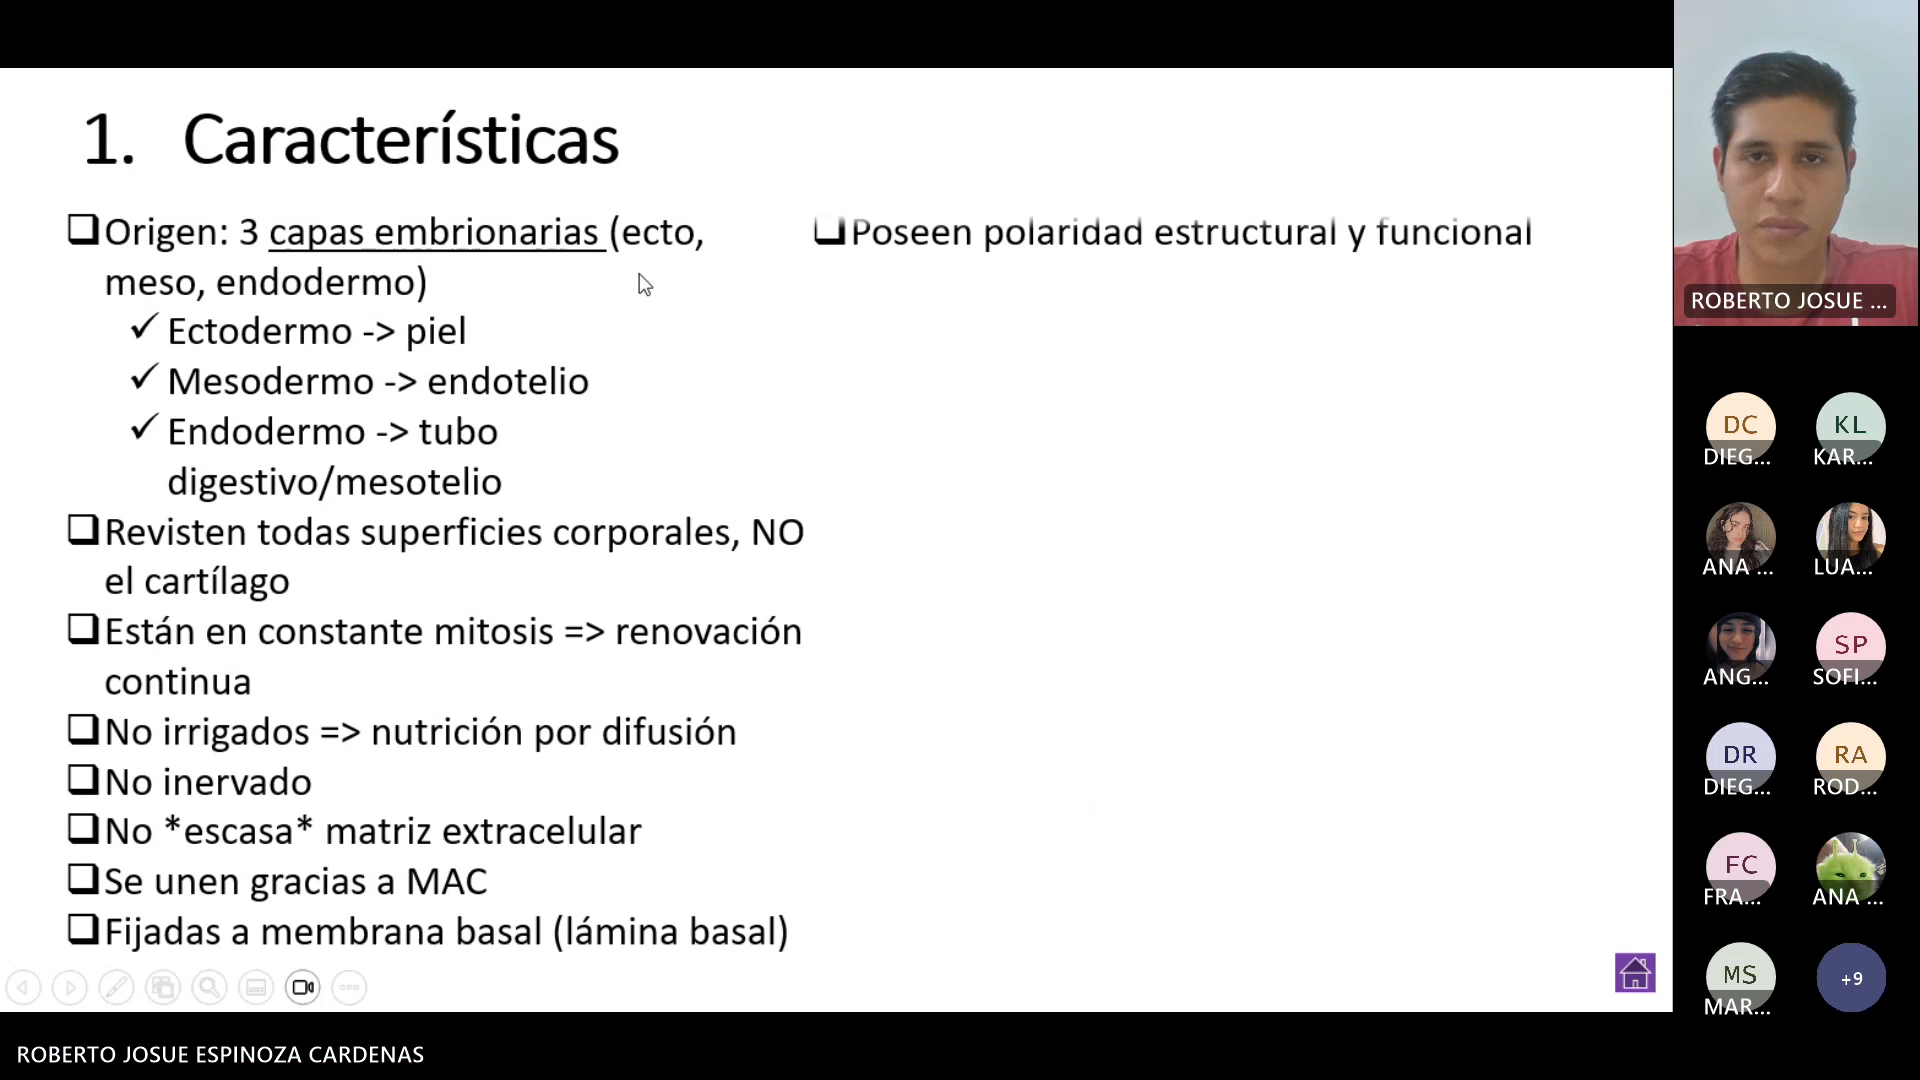 1. Características
Origen: 3 capas embrionarias (ecto,
meso, endodermo)
Ectodermo -> piel
Mesodermo -> endotelio
Endodermo -> tubo
digestivo/mesotelio
Revisten todas superficies corporales, NO
el cartílago
Están en constante mitosis => renovación
continua
No irrigados => nutrición por difusión
No inervado
No *escasa* matriz extracelular
Se unen gracias a MAC
Fijadas a membrana basal (lámina basal)
Poseen polaridad estructural y funcional
ROBERTO JOSUE ...
DC
DIEG...
KL
KAR...
ANA ...
LUA...
ANG...
SP
SOFI...
DR
DIEG...
RA
ROD...
FC
FRA...
ANA ...
MS
MAR...
+9
ROBERTO JOSUE ESPINOZA CARDENAS